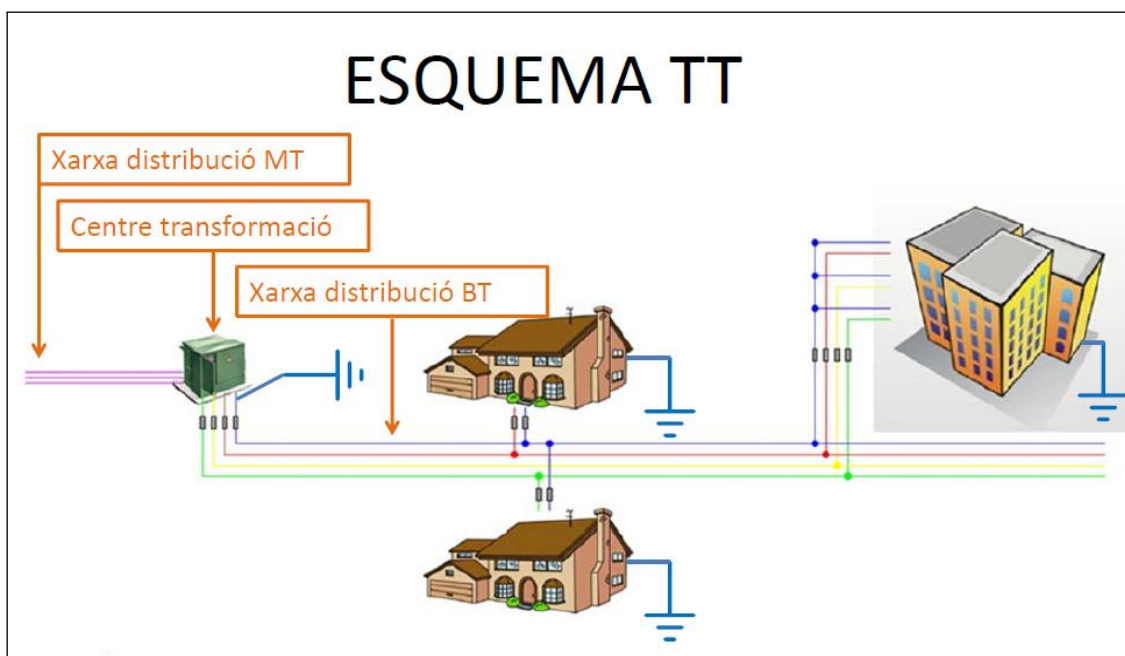 ESQUEMA TT
Xarxa distribució MT
Centre transformació
Xarxa distribució BT